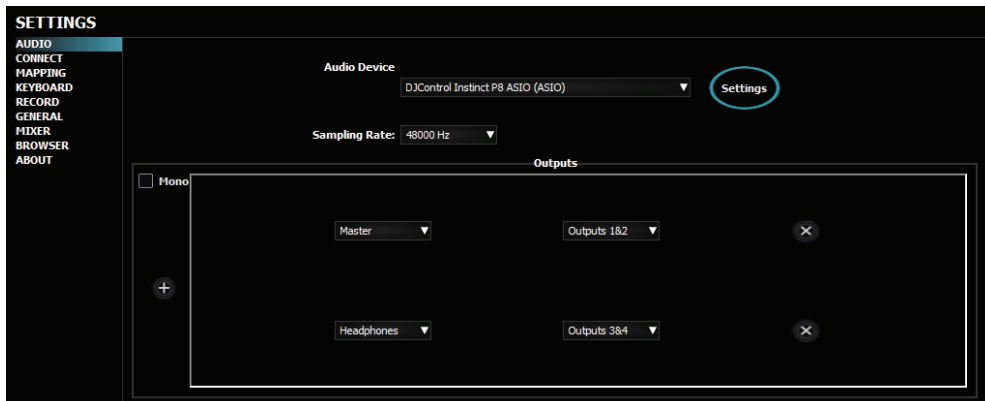 SETTINGS
AUDIO
CONNECT
MAPPING
KEYBOARD
RECORD
GENERAL
MIXER
BROWSER
ABOUT
Audio Device
DJControl Instinct P8 ASIO (ASIO)
Settings
Sampling Rate: 48000 Hz
Outputs
Mono
Master
Outputs 1&2
Headphones
Outputs 3&4